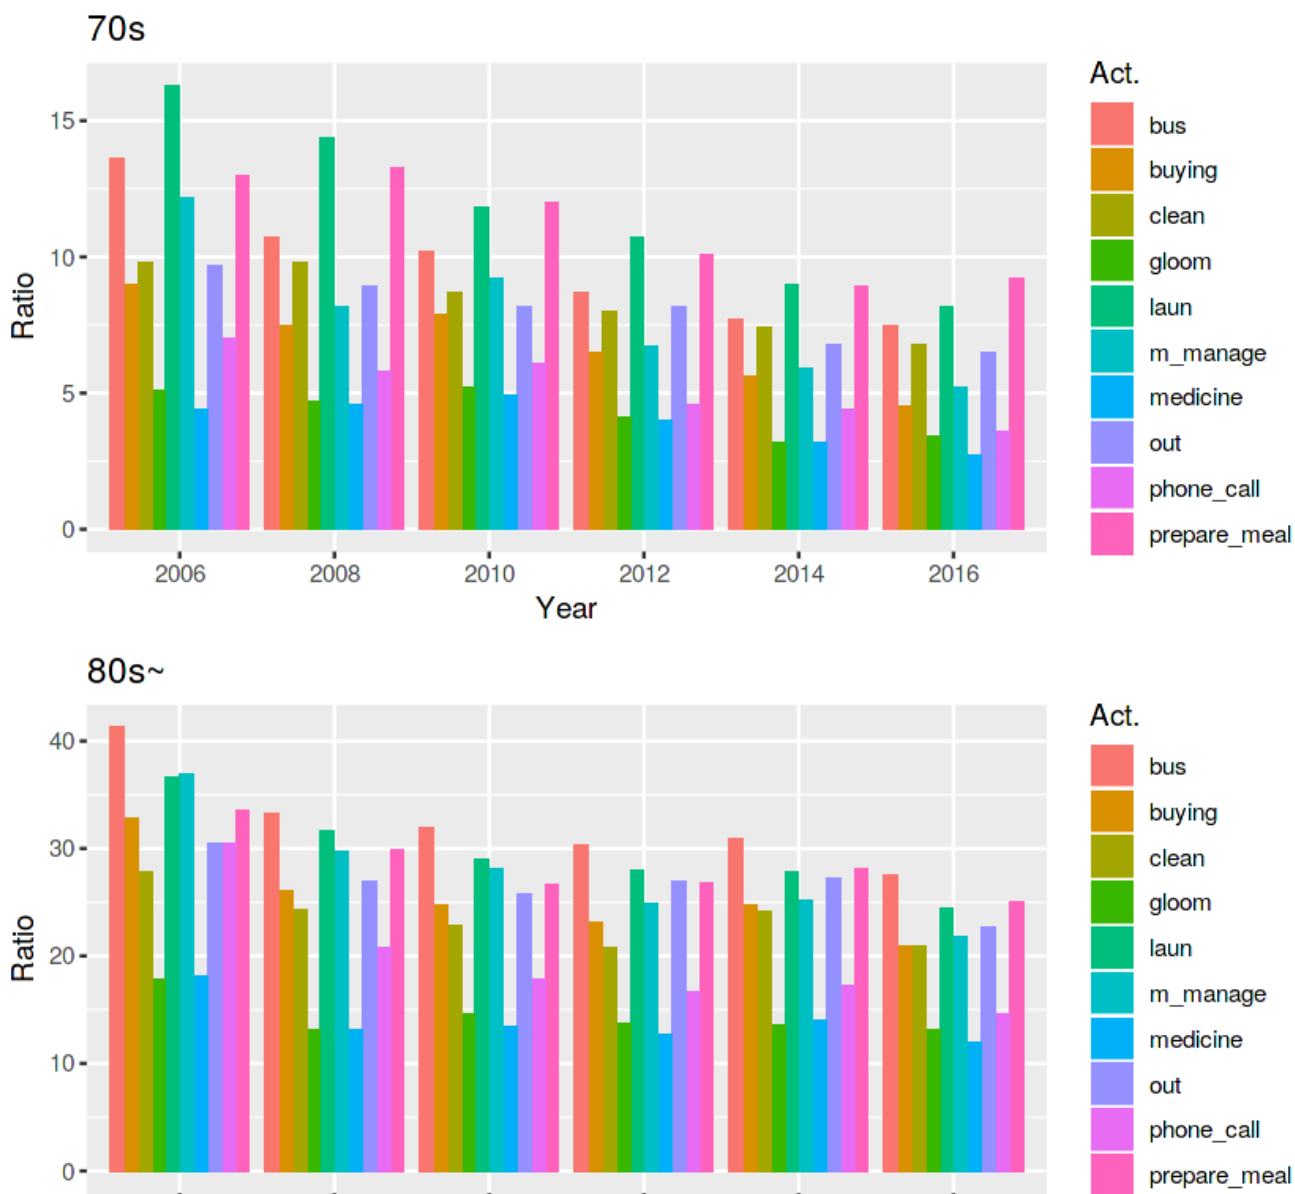 70s
Ratio
15
10
5
0
2006 2008 2010 2012 2014 2016
Year
Act.
bus
buying
clean
gloom
laun
m_manage
medicine
out
phone_call
prepare_meal
80s~
Ratio
40
30
20
10
0
Act.
bus
buying
clean
gloom
laun
m_manage
medicine
out
phone_call
prepare_meal